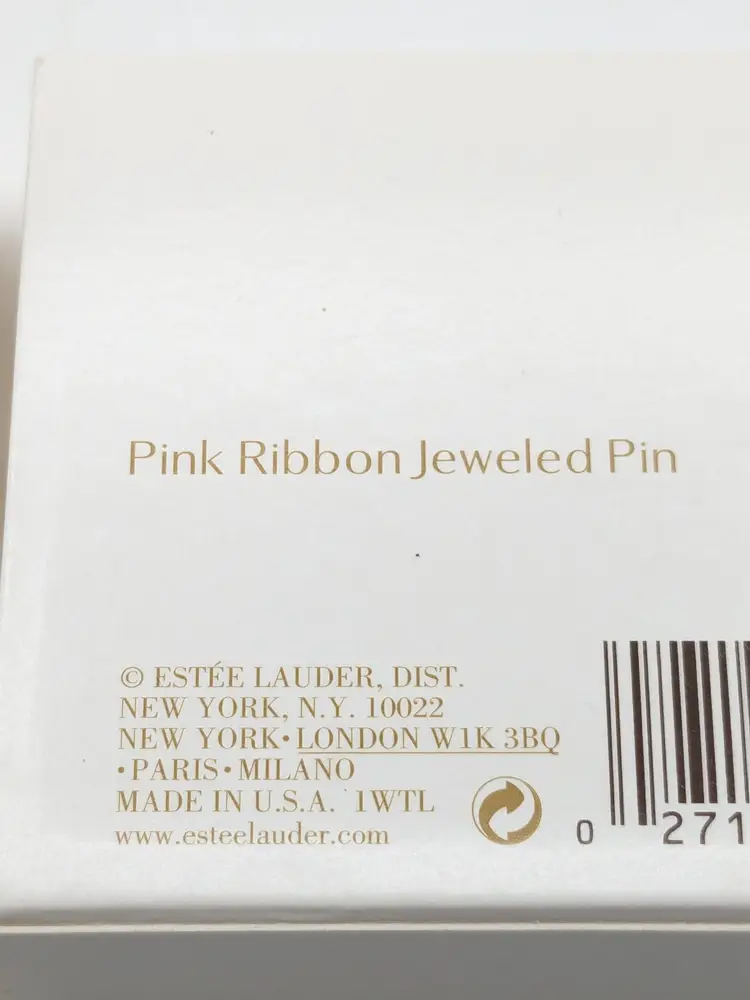 Pink Ribbon Jeweled Pin
© ESTÉE LAUDER, DIST.
NEW YORK, N.Y. 10022
NEW YORK•LONDON W1K 3BQ
•PARIS•MILANO
MADE IN U.S.A. 1WTL
www.esteelauder.com
0 271